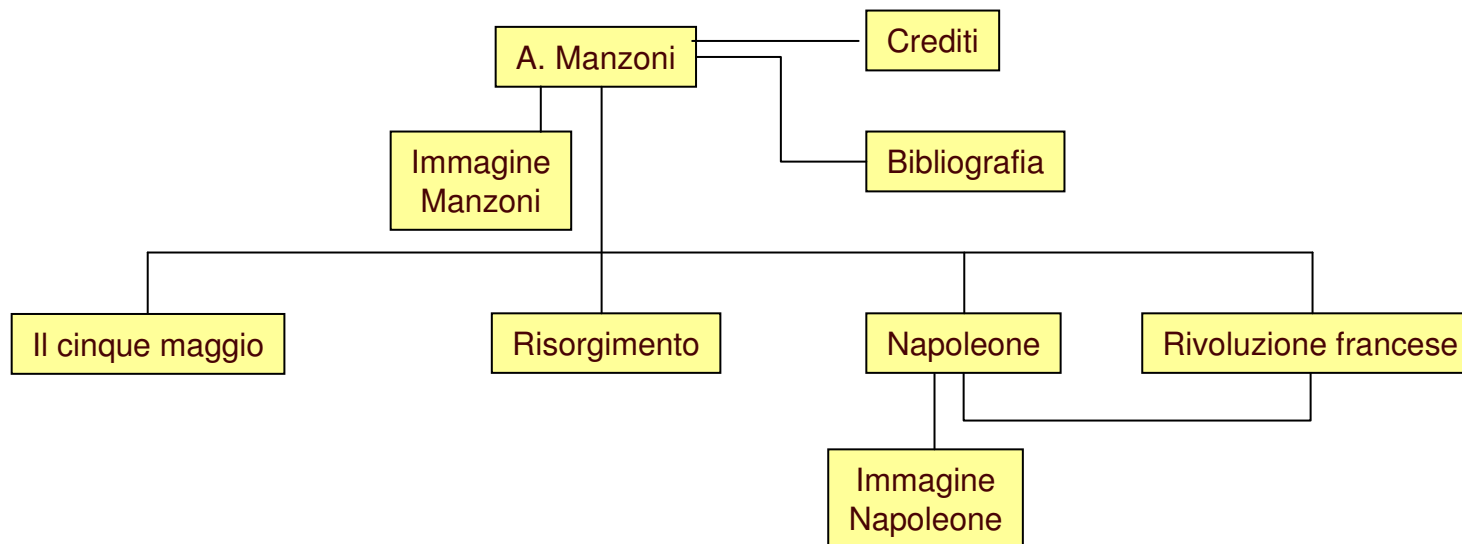 A. Manzoni
Crediti
Immagine
Manzoni
Bibliografia
Il cinque maggio
Risorgimento
Napoleone
Rivoluzione francese
Immagine
Napoleone